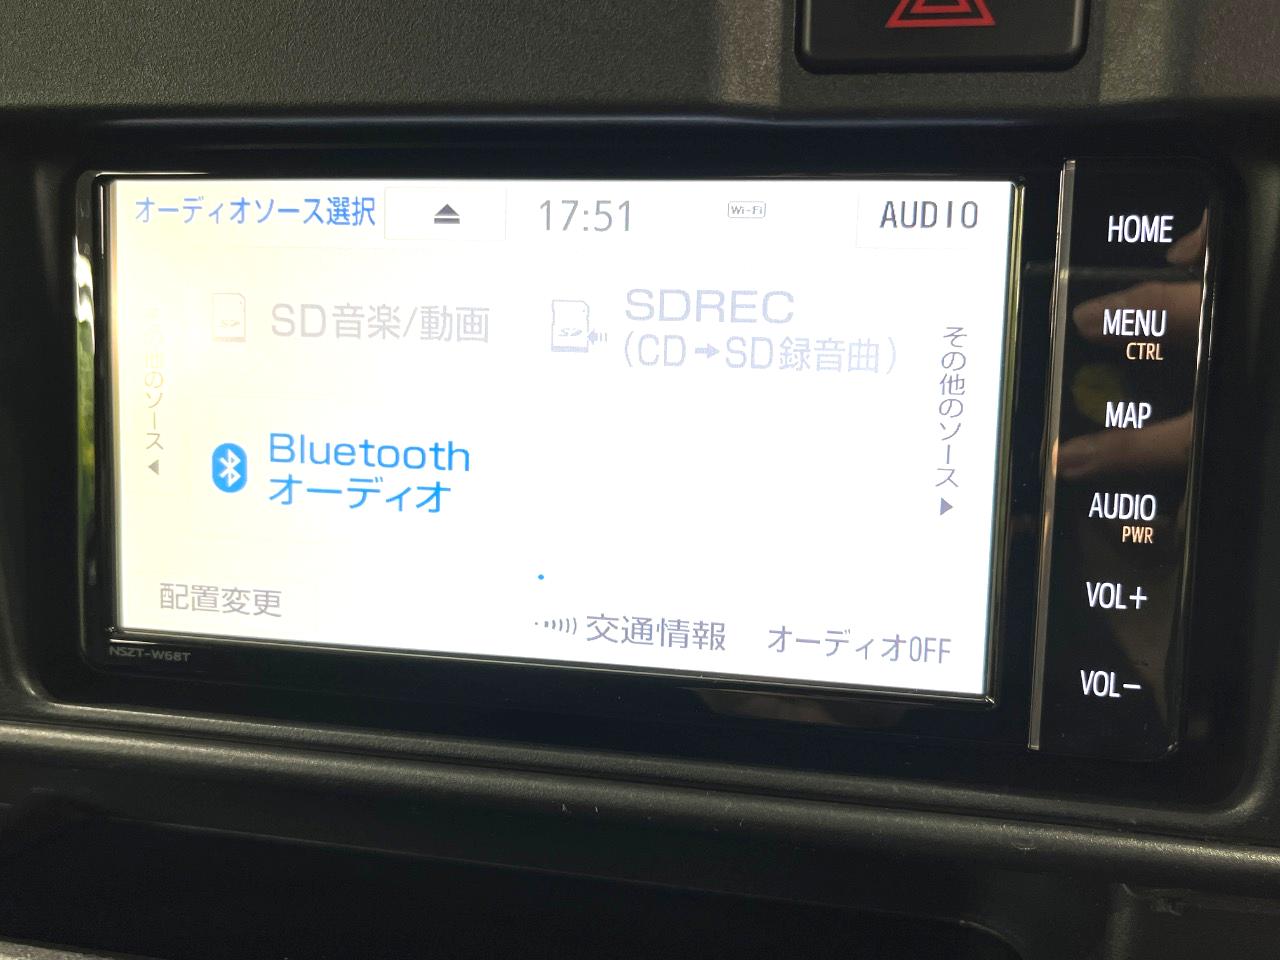 オーディオソース選択
17:51
Wi-Fi
AUDIO
SD音楽/動画
SDREC
(CD➡SD録音曲)
その他のソース
Bluetooth
オーディオ
その他のソース
配置変更
交通情報
オーディオOFF
NSZT-W68T
HOME
MENU
CTRL
MAP
AUDIO
PWR
VOL+
VOL−